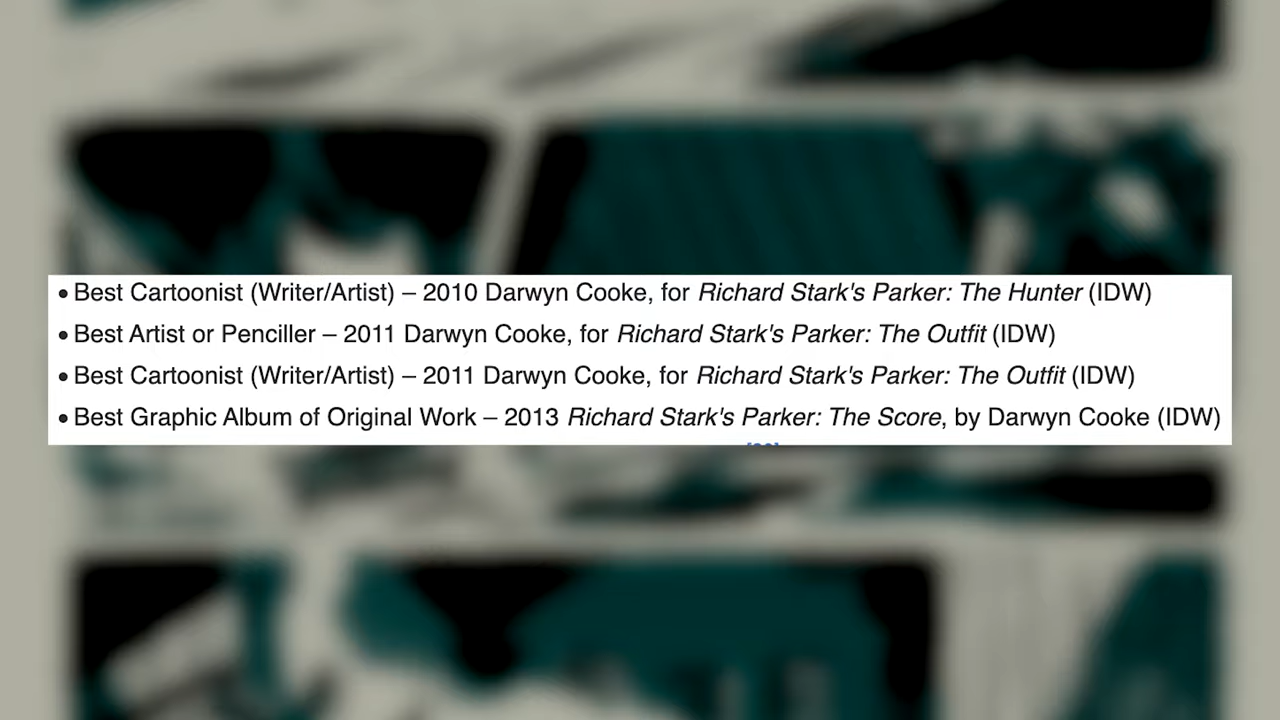 • Best Cartoonist (Writer/Artist) – 2010 Darwyn Cooke, for Richard Stark's Parker: The Hunter (IDW)
• Best Artist or Penciller – 2011 Darwyn Cooke, for Richard Stark's Parker: The Outfit (IDW)
• Best Cartoonist (Writer/Artist) – 2011 Darwyn Cooke, for Richard Stark's Parker: The Outfit (IDW)
• Best Graphic Album of Original Work – 2013 Richard Stark's Parker: The Score, by Darwyn Cooke (IDW)